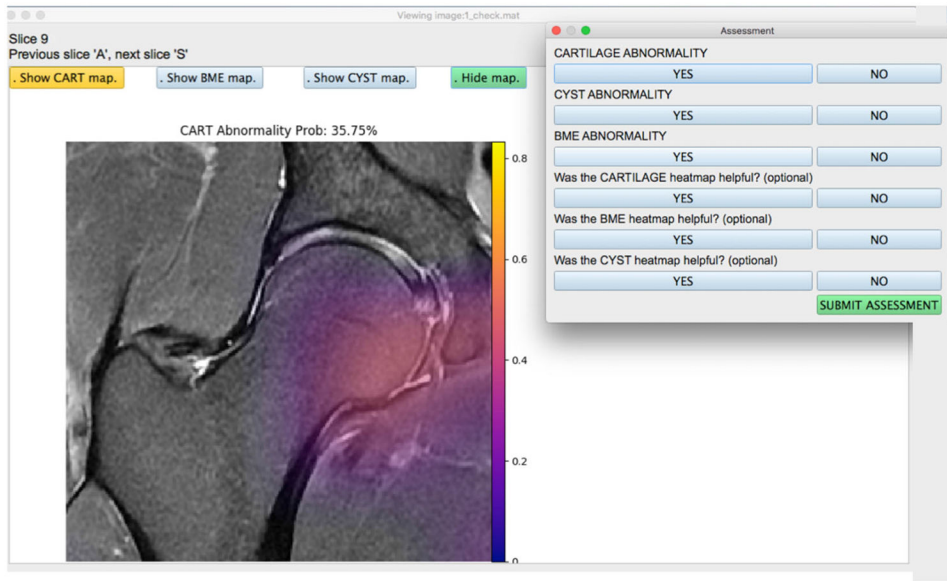 Viewing image:1_check.mat
Slice 9
Previous slice 'A', next slice 'S'
. Show CART map.
. Show BME map.
. Show CYST map.
. Hide map.
CART Abnormality Prob: 35.75%
0.8
0.6
0.4
0.2
0
Assessment
CARTILAGE ABNORMALITY
YES NO
CYST ABNORMALITY
YES NO
BME ABNORMALITY
YES NO
Was the CARTILAGE heatmap helpful? (optional)
YES NO
Was the BME heatmap helpful? (optional)
YES NO
Was the CYST heatmap helpful? (optional)
YES NO
SUBMIT ASSESSMENT